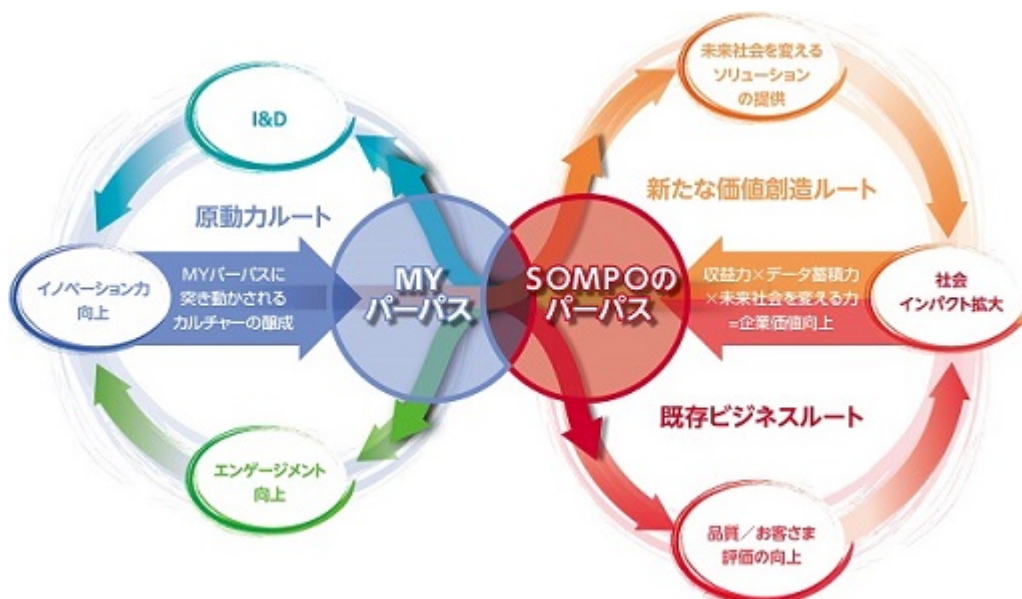 I&D
原動力ルート
イノベーション力
向上
MYパーパスに
突き動かされる
カルチャーの醸成
エンゲージメント
向上
MY
パーパス
SOMPOの
パーパス
未来社会を変える
ソリューション
の提供
新たな価値創造ルート
収益力×データ蓄積力
×未来社会を変える力
=企業価値向上
社会
インパクト拡大
既存ビジネスルート
品質／お客さま
評価の向上